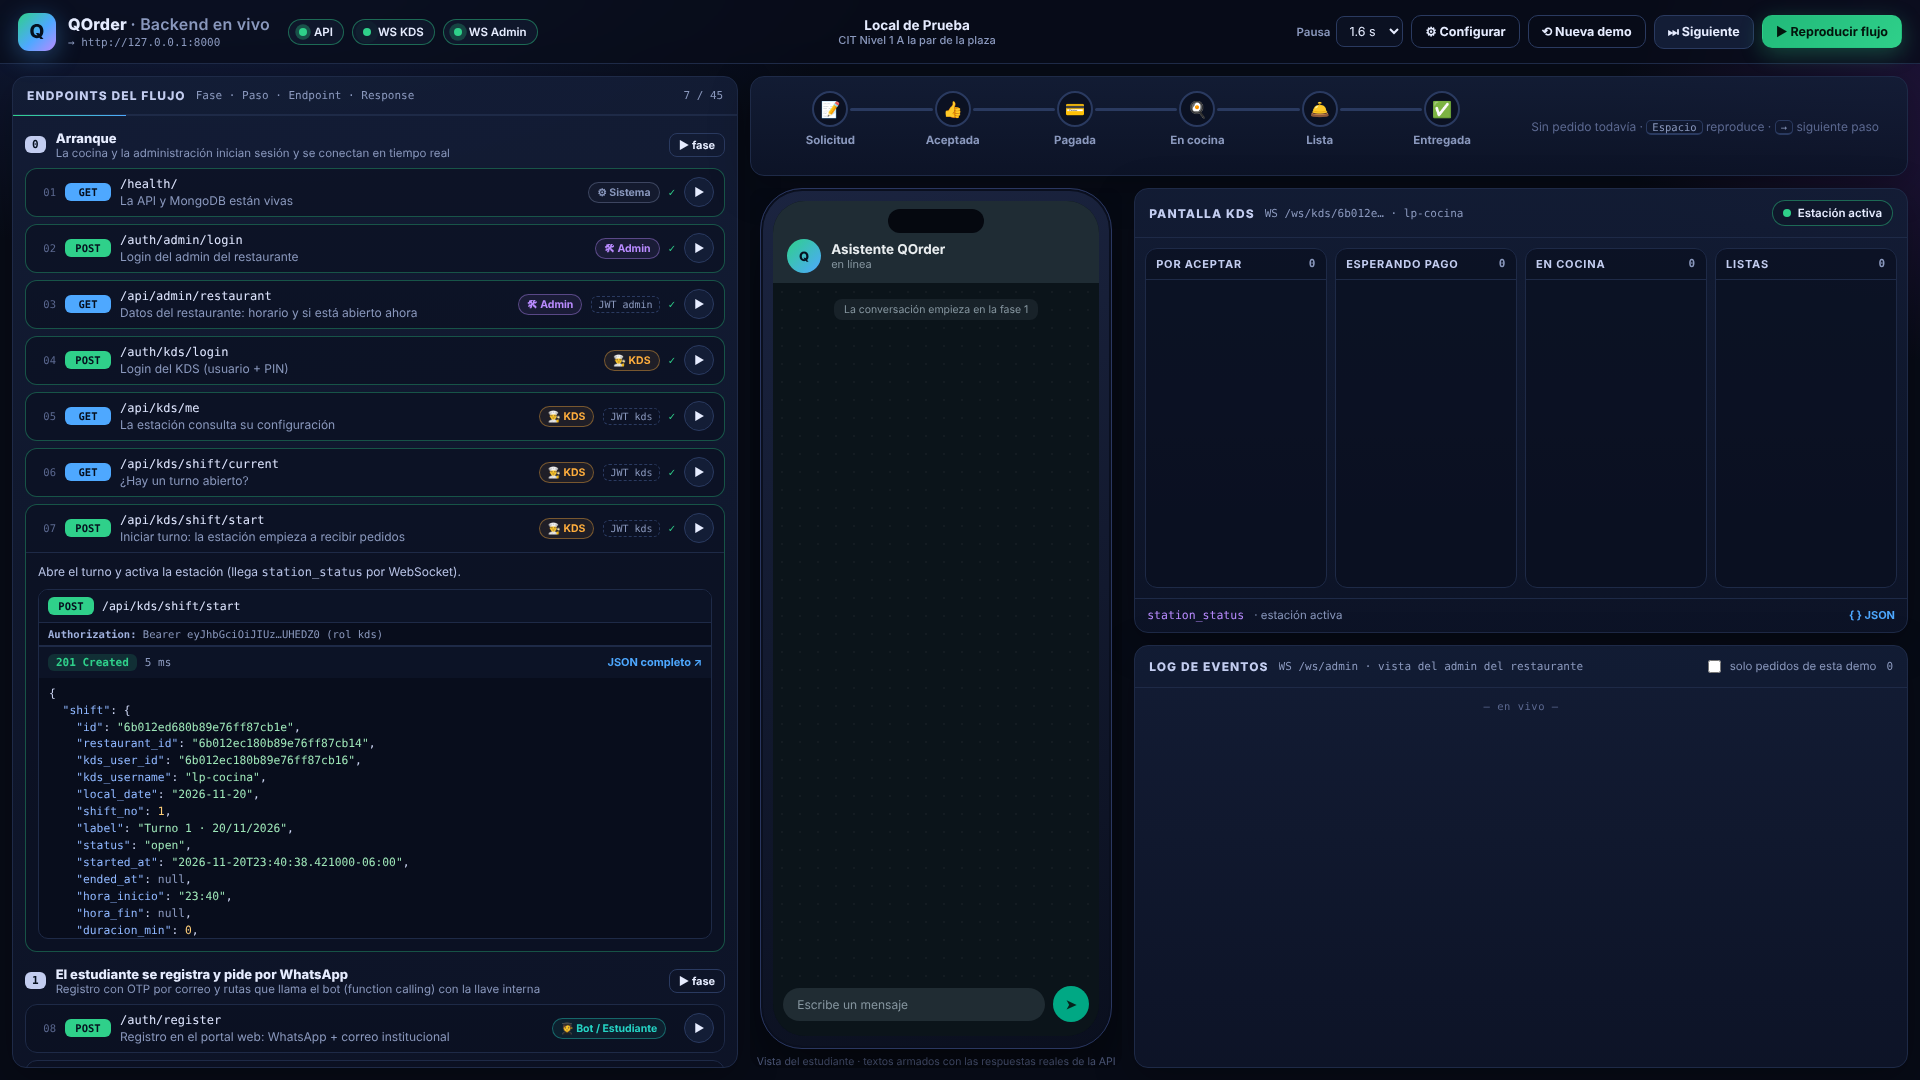 Q
QOrder · Backend en vivo
→ http://127.0.0.1:8000
API
WS KDS
WS Admin
Local de Prueba
CIT Nivel 1 A la par de la plaza
Pausa
1.6 s
⚙ Configurar
⟲ Nueva demo
⏭ Siguiente
▶ Reproducir flujo
ENDPOINTS DEL FLUJO Fase · Paso · Endpoint · Response 7 / 45
0 Arranque
La cocina y la administración inician sesión y se conectan en tiempo real
▶ fase
01 GET /health/
La API y MongoDB están vivas
⚙ Sistema ✓
02 POST /auth/admin/login
Login del admin del restaurante
🛠 Admin ✓
03 GET /api/admin/restaurant
Datos del restaurante: horario y si está abierto ahora
🛠 Admin JWT admin ✓
04 POST /auth/kds/login
Login del KDS (usuario + PIN)
KDS ✓
05 GET /api/kds/me
La estación consulta su configuración
KDS JWT kds ✓
06 GET /api/kds/shift/current
¿Hay un turno abierto?
KDS JWT kds ✓
07 POST /api/kds/shift/start
Iniciar turno: la estación empieza a recibir pedidos
KDS JWT kds ✓
Abre el turno y activa la estación (llega station_status por WebSocket).
POST /api/kds/shift/start
Authorization: Bearer eyJhbGciOiJIUz…UHEDZ0 (rol kds)
201 Created 5 ms JSON completo ↗
{
"shift": {
"id": "6b012ed680b89e76ff87cb1e",
"restaurant_id": "6b012ec180b89e76ff87cb14",
"kds_user_id": "6b012ec180b89e76ff87cb16",
"kds_username": "lp-cocina",
"local_date": "2026-11-20",
"shift_no": 1,
"label": "Turno 1 · 20/11/2026",
"status": "open",
"started_at": "2026-11-20T23:40:38.421000-06:00",
"ended_at": null,
"hora_inicio": "23:40",
"hora_fin": null,
"duracion_min": 0,
1 El estudiante se registra y pide por WhatsApp
Registro con OTP por correo y rutas que llama el bot (function calling) con la llave interna
▶ fase
08 POST /auth/register
Registro en el portal web: WhatsApp + correo institucional
Bot / Estudiante
Solicitud
Aceptada
Pagada
En cocina
Lista
Entregada
Sin pedido todavía · Espacio reproduce · → siguiente paso
Q
Asistente QOrder
en línea
La conversación empieza en la fase 1
Escribe un mensaje
➤
Vista del estudiante · textos armados con las respuestas reales de la API
PANTALLA KDS WS /ws/kds/6b012e… · lp-cocina
Estación activa
POR ACEPTAR 0
ESPERANDO PAGO 0
EN COCINA 0
LISTAS 0
station_status · estación activa
{ } JSON
LOG DE EVENTOS WS /ws/admin · vista del admin del restaurante
solo pedidos de esta demo 0
— en vivo —